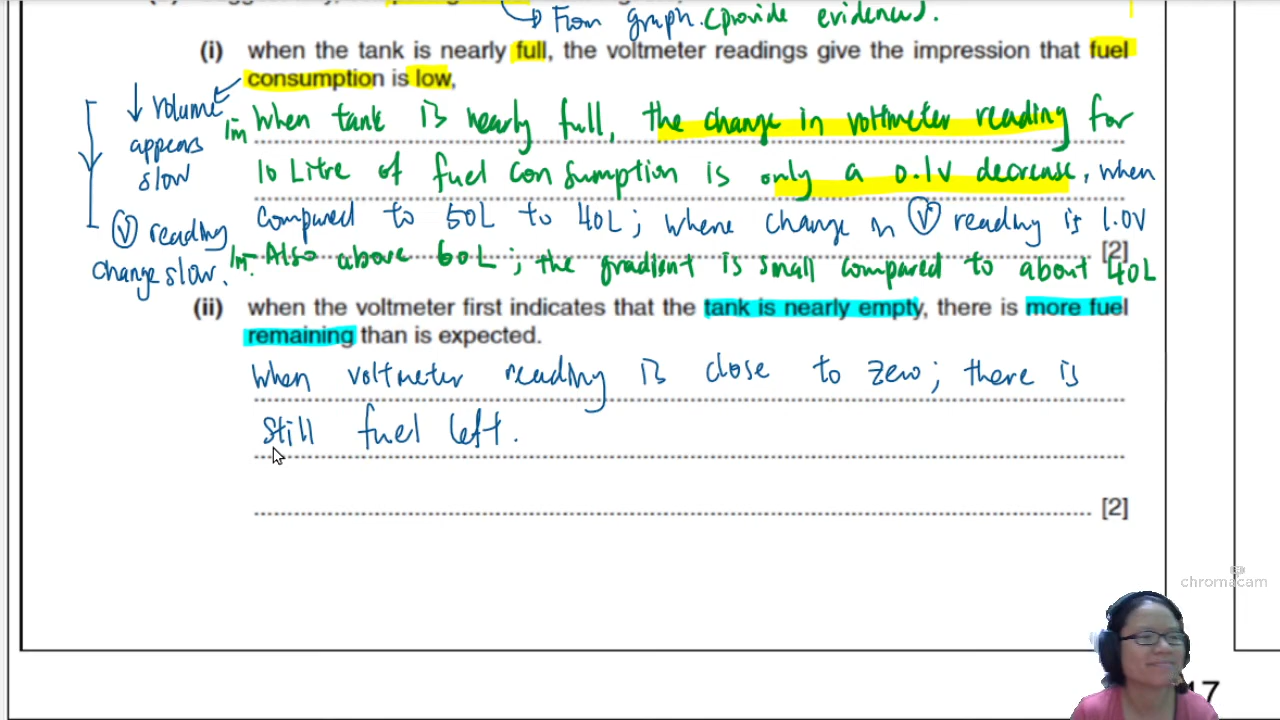 ↳ From graph. (provide evidence).
(i) when the tank is nearly full, the voltmeter readings give the impression that fuel
consumption is low,
↓ volume
appears
slow
Ⓥ reading
change slow.
1m When tank is nearly full, the change in voltmeter reading for
10 Litre of fuel consumption is only a 0.1V decrease, when
compared to 50L to 40L; where change in Ⓥ reading is 1.0V
[2]
1m Also above 60L; the gradient is small compared to about 40L
(ii) when the voltmeter first indicates that the tank is nearly empty, there is more fuel
remaining than is expected.
When voltmeter reading is close to zero; there is
still fuel left.
[2]
chromacam
17